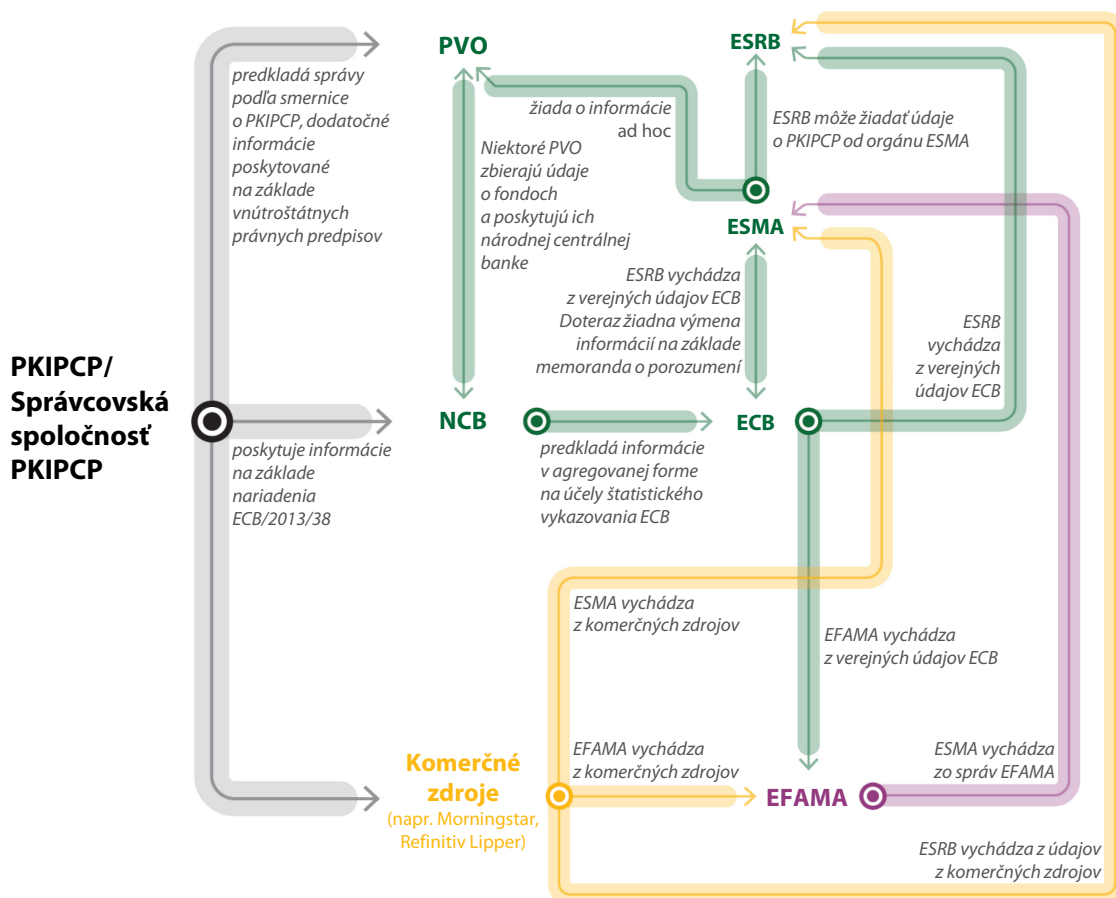 PVO
ESRB
predkladá správy
podľa smernice
o PKIPCP, dodatočné
informácie
poskytované
na základe
vnútroštátnych
právnych predpisov
žiada o informácie
ad hoc
ESRB môže žiadať údaje
o PKIPCP od orgánu ESMA
Niektoré PVO
zbierajú údaje
o fondoch
a poskytujú ich
národnej centrálnej
banke
ESMA
ESRB vychádza
z verejných údajov ECB
Doteraz žiadna výmena
informácií na základe
memoranda o porozumení
ESRB
vychádza
z verejných
údajov ECB
PKIPCP/
Správcovská
spoločnosť
PKIPCP
NCB
ECB
poskytuje informácie
na základe
nariadenia
ECB/2013/38
predkladá informácie
v agregovanej forme
na účely štatistického
vykazovania ECB
ESMA vychádza
z komerčných zdrojov
EFAMA vychádza
z verejných údajov ECB
Komerčné
zdroje
(napr. Morningstar,
Refinitiv Lipper)
EFAMA vychádza
z komerčných zdrojov
EFAMA
ESMA vychádza
zo správ EFAMA
ESRB vychádza z údajov
z komerčných zdrojov